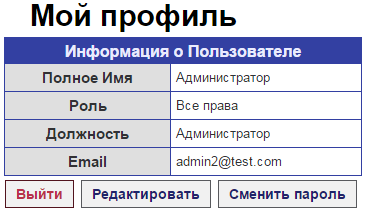 Мой профиль
Информация о Пользователе
Полное Имя Администратор
Роль Все права
Должность Администратор
Email admin2@test.com
Выйти Редактировать Сменить пароль